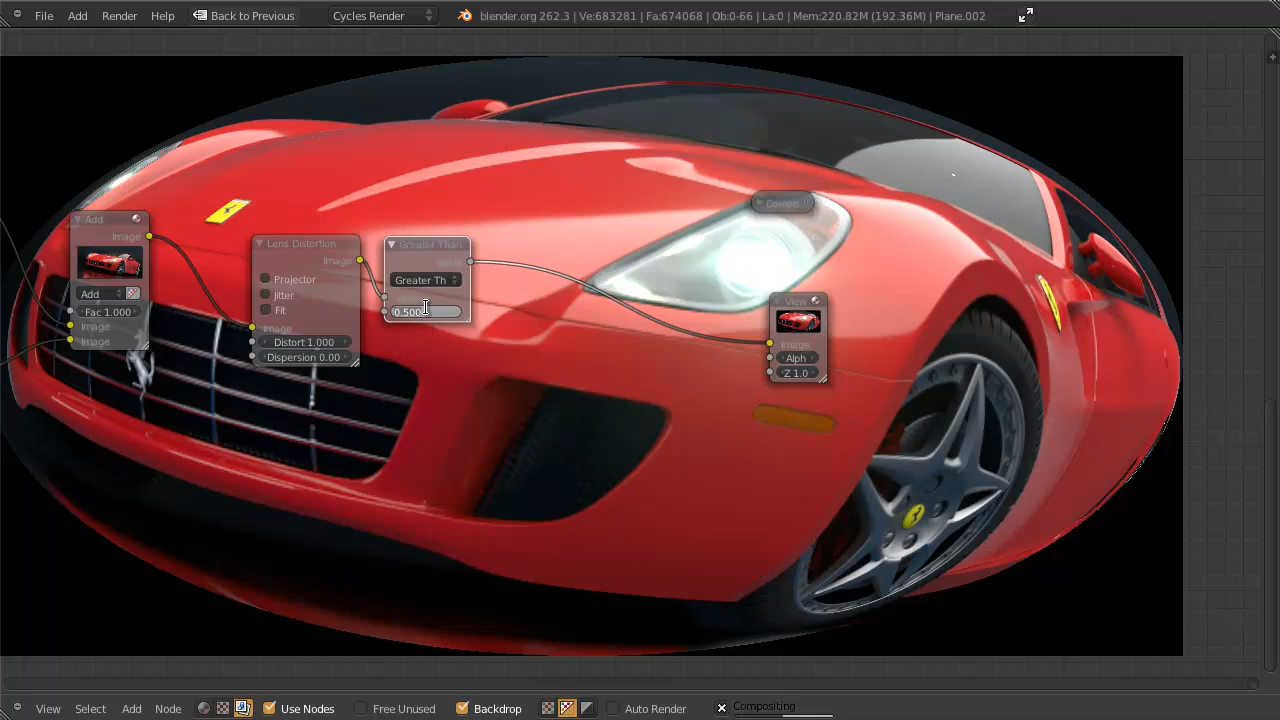 File Add Render Help Back to Previous Cycles Render blender.org 262.3 | Ve:683281 | Fa:674068 | Ob:0-66 | La:0 | Mem:220.82M (192.36M) | Plane.002
Compo
Add
Image
Add
Fac 1.000
Image
Image
Lens Distortion
Image
Projector
Jitter
Fit
Image
Distort 1.000
Dispersion 0.00
Greater Than
Value
Greater Th
0.500
View
Image
Alph
Z 1.0
View Select Add Node Use Nodes Free Unused Backdrop Auto Render Compositing